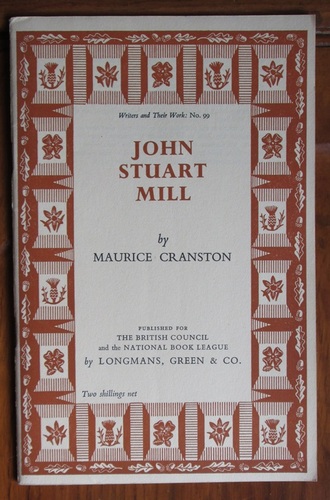 Writers and Their Work: No. 99
JOHN
STUART
MILL
by
MAURICE CRANSTON
PUBLISHED FOR
THE BRITISH COUNCIL
and the NATIONAL BOOK LEAGUE
by LONGMANS, GREEN & CO.
Two shillings net